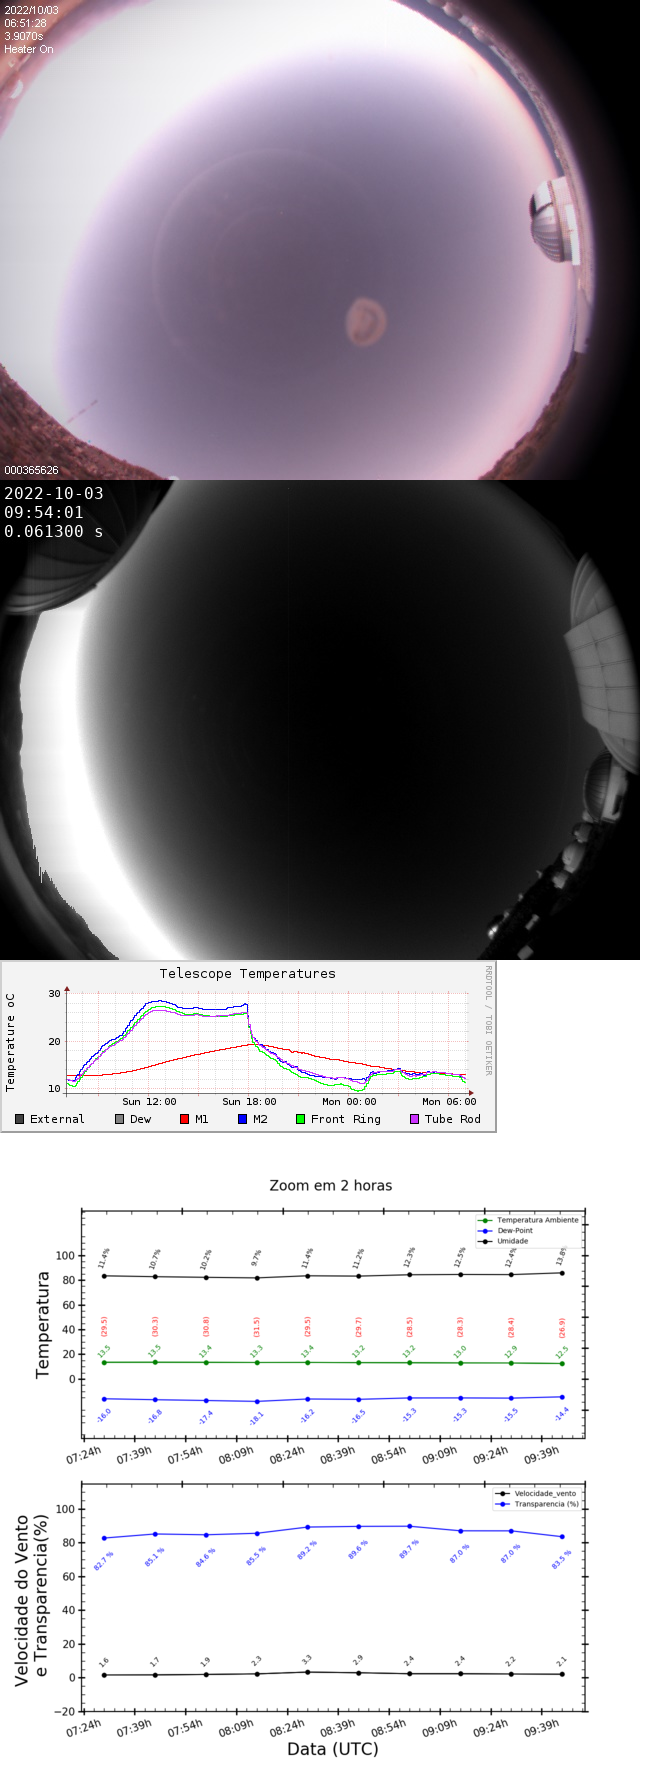 2022/10/03
06:51:28
3.9070s
Heater On
000365626
2022-10-03
09:54:01
0.061300 s
Telescope Temperatures
RRDTOOL / TOBI OETIKER
Temperature oC
30
20
10
Sun 12:00 Sun 18:00 Mon 00:00 Mon 06:00
External Dew M1 M2 Front Ring Tube Rod
Zoom em 2 horas
Temperatura Ambiente
Dew-Point
Umidade
Temperatura
100
80
60
40
20
0
11.4% 10.7% 10.2% 9.7% 11.4% 11.2% 12.3% 12.5% 12.4% 13.8%
(29.5) (30.3) (30.8) (31.5) (29.5) (29.7) (28.5) (28.3) (28.4) (26.9)
13.5 13.5 13.4 13.3 13.4 13.2 13.2 13.0 12.9 12.5
-16.0 -16.8 -17.4 -18.1 -16.2 -16.5 -15.3 -15.3 -15.5 -14.4
07:24h 07:39h 07:54h 08:09h 08:24h 08:39h 08:54h 09:09h 09:24h 09:39h
Velocidade_vento
Transparencia (%)
Velocidade do Vento
e Transparencia(%)
100
80
60
40
20
0
−20
82.7 % 85.1 % 84.6 % 85.5 % 89.2 % 89.6 % 89.7 % 87.0 % 87.0 % 83.5 %
1.6 1.7 1.9 2.3 3.3 2.9 2.4 2.4 2.2 2.1
07:24h 07:39h 07:54h 08:09h 08:24h 08:39h 08:54h 09:09h 09:24h 09:39h
Data (UTC)